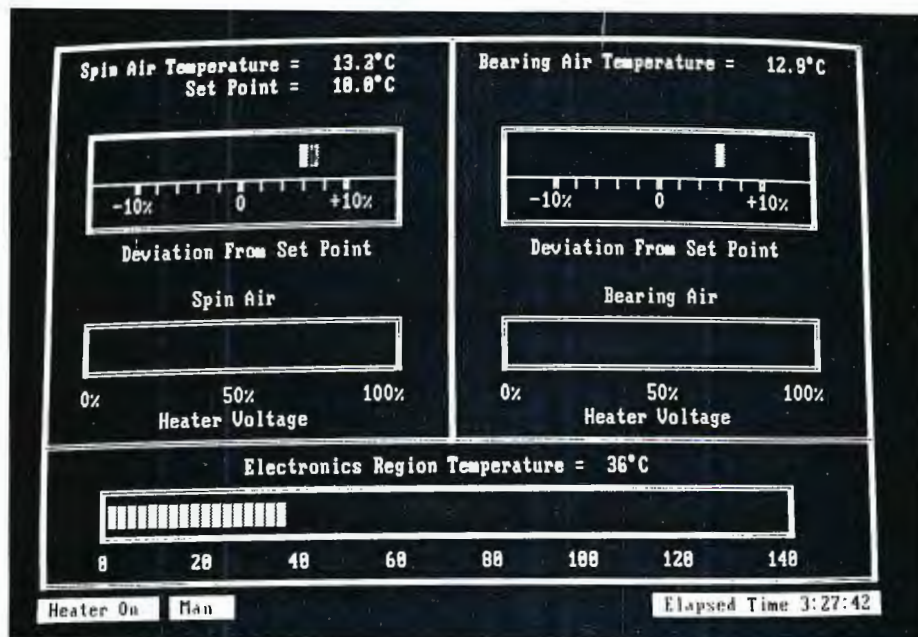 Spin Air Temperature = 13.2°C
Set Point = 10.0°C
-10% 0 +10%
Deviation From Set Point
Spin Air
0% 50% 100%
Heater Voltage
Bearing Air Temperature = 12.9°C
-10% 0 +10%
Deviation From Set Point
Bearing Air
0% 50% 100%
Heater Voltage
Electronics Region Temperature = 36°C
0 20 40 60 80 100 120 140
Heater On Man Elapsed Time 3:27:42